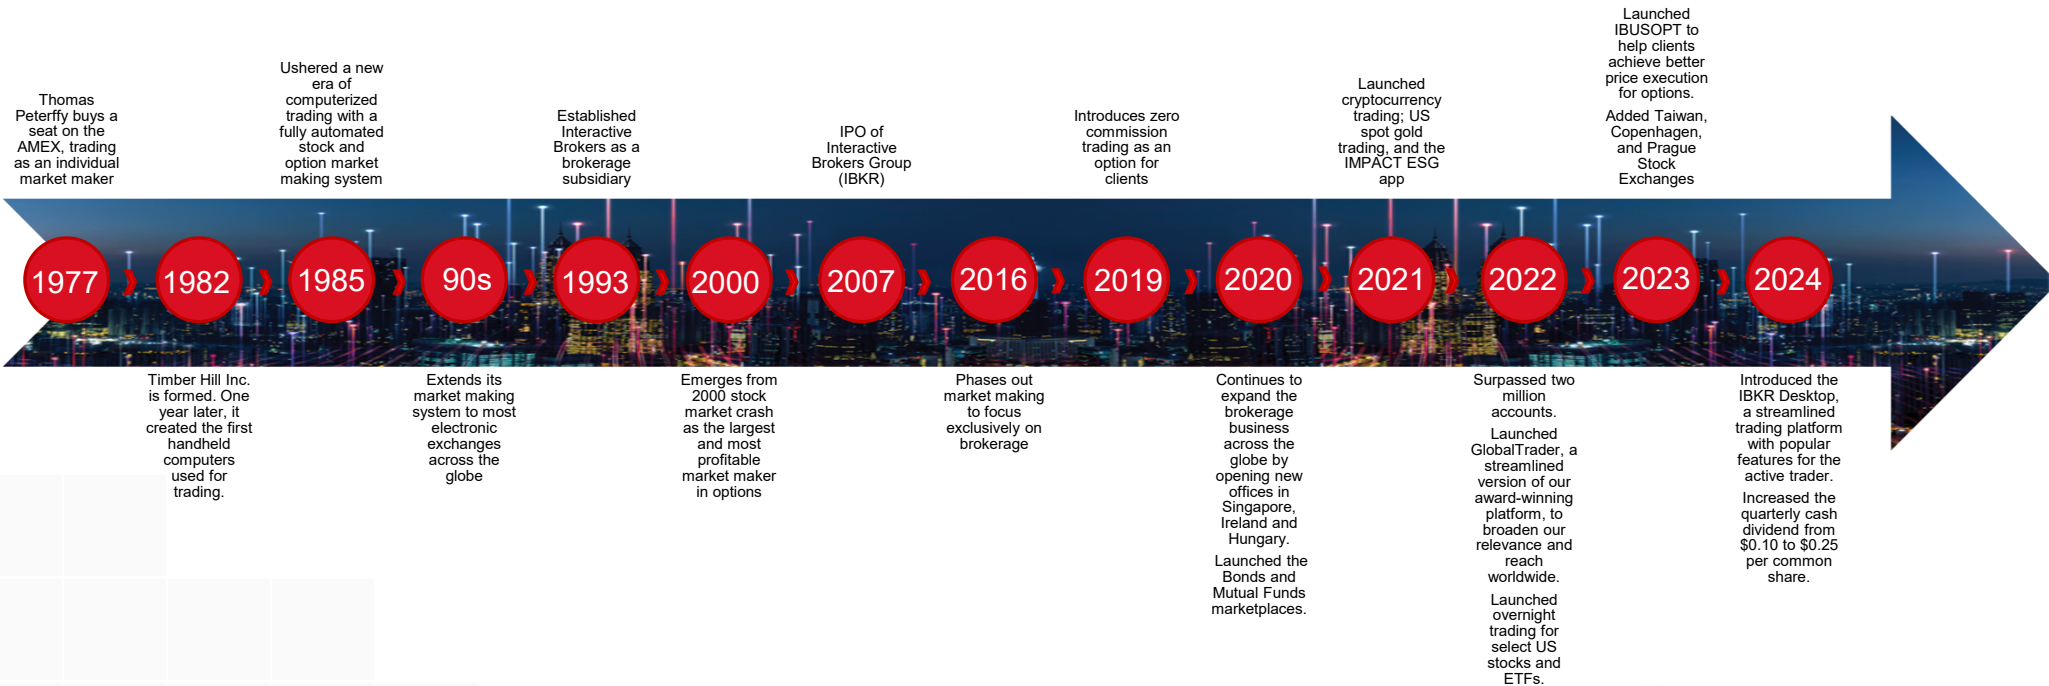 Thomas
Peterffy buys a
seat on the
AMEX, trading
as an individual
market maker
Ushered a new
era of
computerized
trading with a
fully automated
stock and
option market
making system
Established
Interactive
Brokers as a
brokerage
subsidiary
IPO of
Interactive
Brokers Group
(IBKR)
Introduces zero
commission
trading as an
option for
clients
Launched
cryptocurrency
trading; US
spot gold
trading, and the
IMPACT ESG
app
Launched
IBUSOPT to
help clients
achieve better
price execution
for options.
Added Taiwan,
Copenhagen,
and Prague
Stock
Exchanges
1977
1982
1985
90s
1993
2000
2007
2016
2019
2020
2021
2022
2023
2024
Timber Hill Inc.
is formed. One
year later, it
created the first
handheld
computers
used for
trading.
Extends its
market making
system to most
electronic
exchanges
across the
globe
Emerges from
2000 stock
market crash
as the largest
and most
profitable
market maker
in options
Phases out
market making
to focus
exclusively on
brokerage
Continues to
expand the
brokerage
business
across the
globe by
opening new
offices in
Singapore,
Ireland and
Hungary.
Launched the
Bonds and
Mutual Funds
marketplaces.
Surpassed two
million
accounts.
Launched
GlobalTrader, a
streamlined
version of our
award-winning
platform, to
broaden our
relevance and
reach
worldwide.
Launched
overnight
trading for
select US
stocks and
ETFs.
Introduced the
IBKR Desktop,
a streamlined
trading platform
with popular
features for the
active trader.
Increased the
quarterly cash
dividend from
$0.10 to $0.25
per common
share.